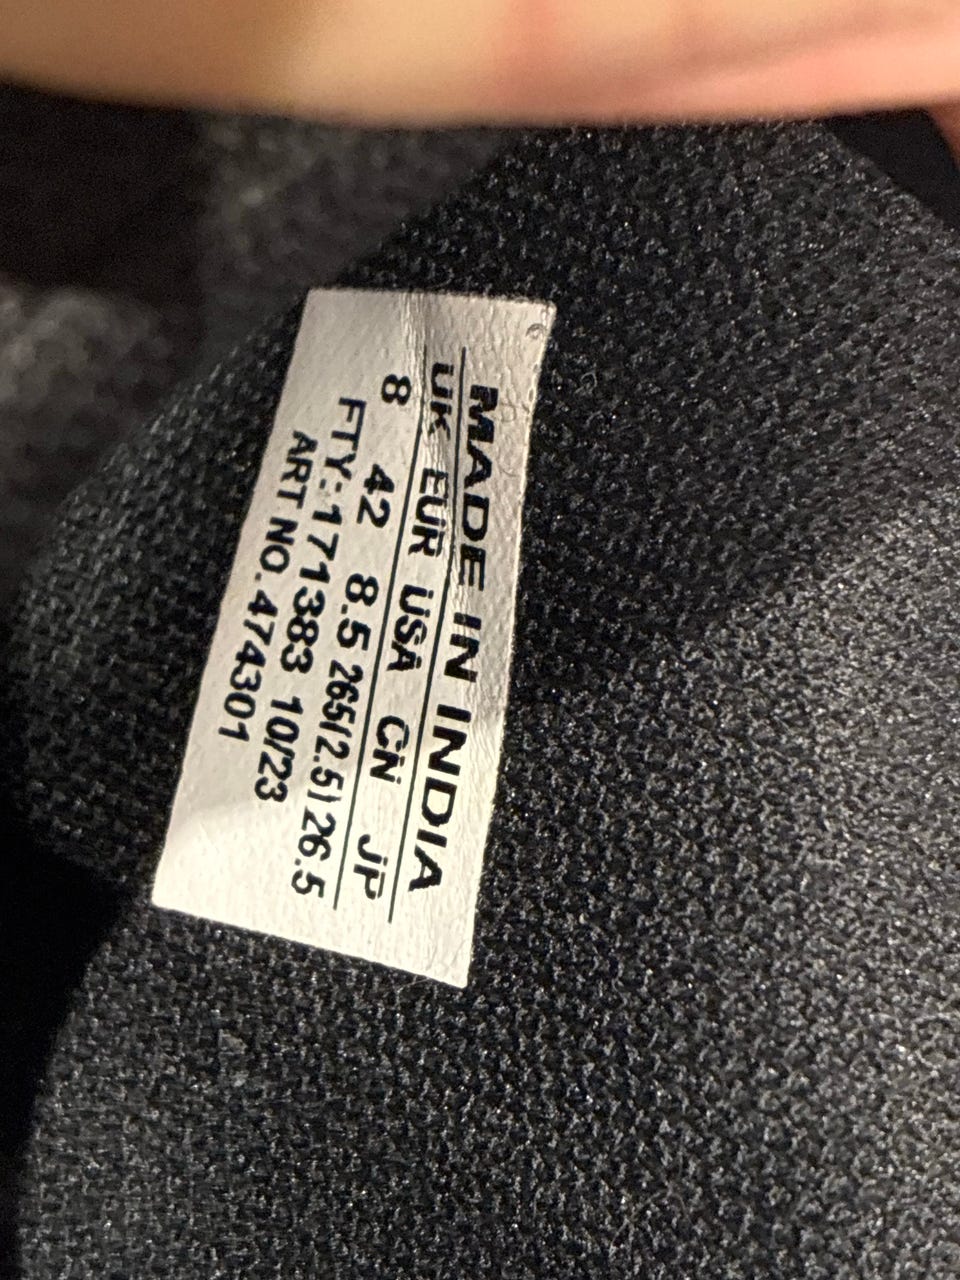 MADE IN INDIA
UK EUR USA CN JP
8 42 8.5 265(2.5) 26.5
FTY:171383 10/23
ART NO.474301